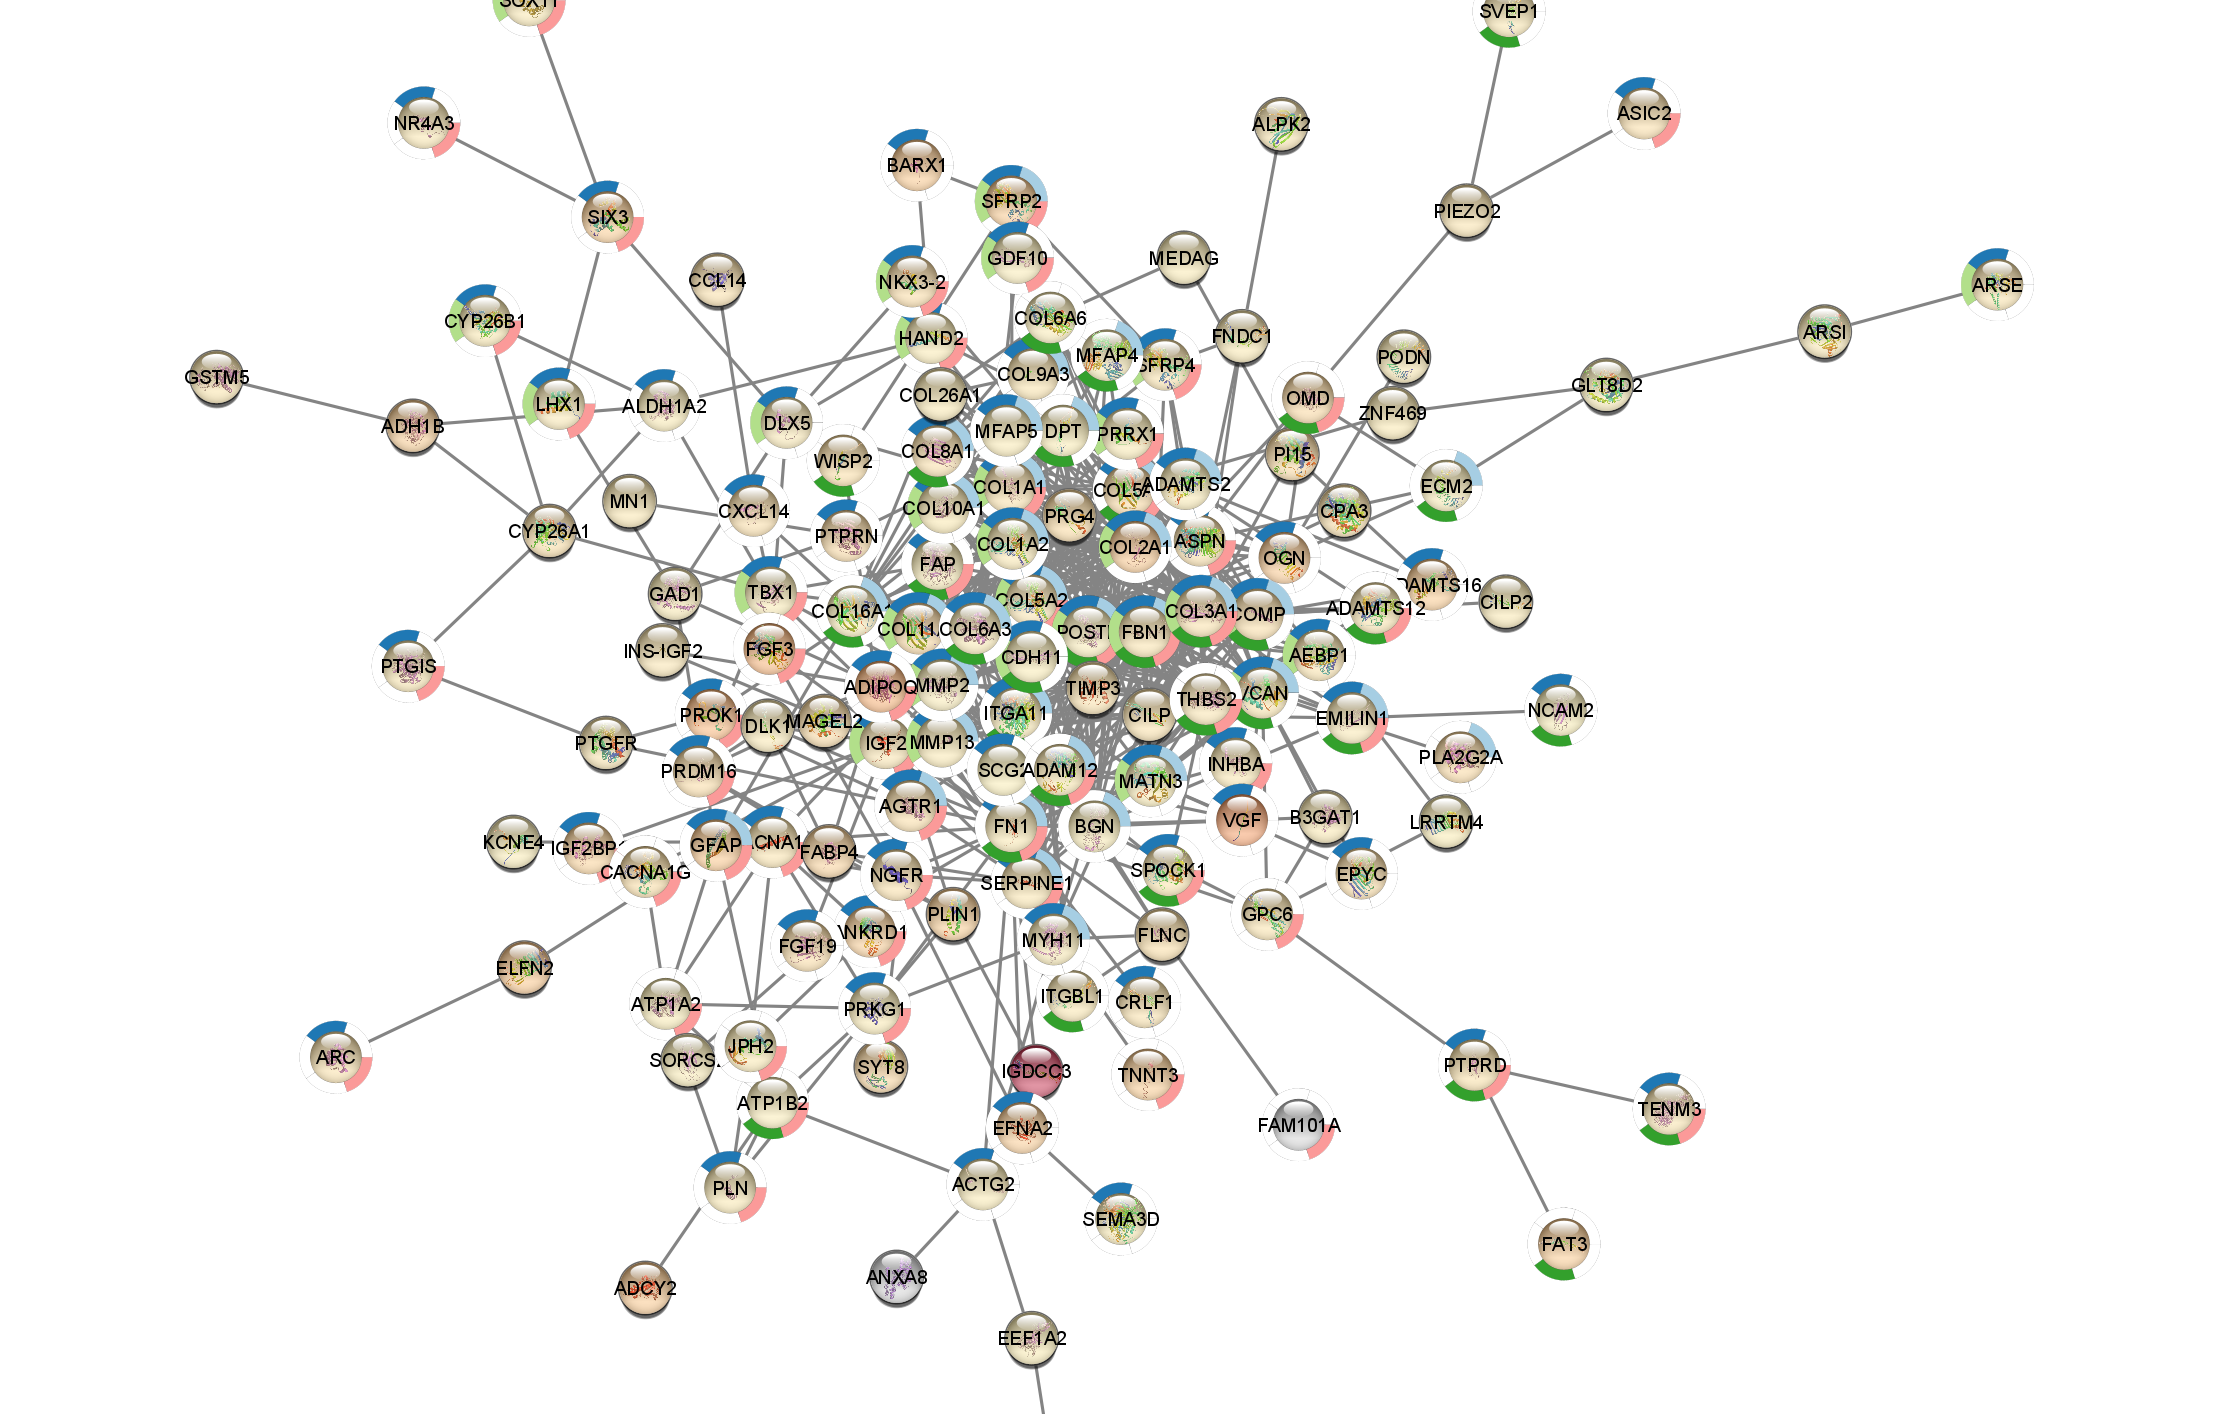 SOX11
SVEP1
NR4A3
ASIC2
ALPK2
BARX1
SFRP2
PIEZO2
SIX3
GDF10
MEDAG
CCL14
NKX3-2
ARSE
CYP26B1
COL6A6
HAND2
FNDC1
ARSI
MFAP4
PODN
SFRP4
COL9A3
GSTM5
GLT8D2
COL26A1
OMD
LHX1
ALDH1A2
ZNF469
ADH1B
DLX5
MFAP5
DPT
PRRX1
COL8A1
PI15
WISP2
COL1A1
ADAMTS2
ECM2
COL5A
MN1
COL10A1
CXCL14
PRG4
CPA3
CYP26A1
PTPRN
COL1A2
COL2A1
ASPN
OGN
FAP
ADAMTS16
GAD1
TBX1
COL5A2
CILP2
COL16A1
COL3A1
COMP
ADAMTS12
COL11
COL6A3
POSTN
FBN1
INS-IGF2
FGF3
CDH11
AEBP1
PTGIS
ADIPOQ
MMP2
TIMP3
VCAN
THBS2
PROK1
DLK1
MAGEL2
ITGA11
CILP
EMILIN1
NCAM2
PTGFR
IGF2
MMP13
PRDM16
SCG2
ADAM12
MATN3
INHBA
PLA2G2A
AGTR1
FN1
BGN
VGF
B3GAT1
LRRTM4
KCNE4
IGF2BP
GFAP
CNA1
FABP4
CACNA1G
NGFR
SERPINE1
SPOCK1
EPYC
PLIN1
GPC6
ANKRD1
FGF19
MYH11
FLNC
ELFN2
ATP1A2
PRKG1
ITGBL1
CRLF1
ARC
SORCS
JPH2
SYT8
IGDCC3
TNNT3
PTPRD
ATP1B2
TENM3
EFNA2
FAM101A
PLN
ACTG2
SEMA3D
FAT3
ANXA8
ADCY2
EEF1A2